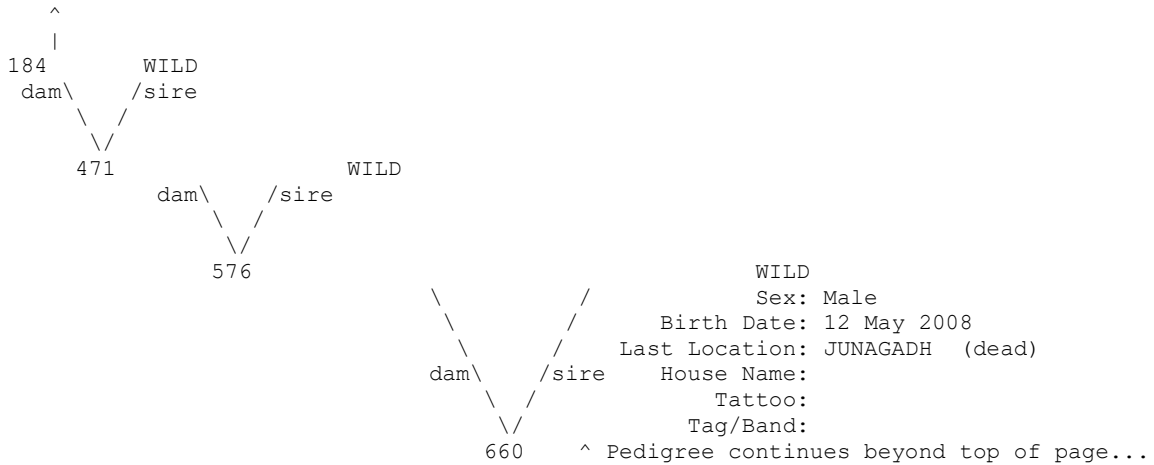 ^
|
184 WILD
dam\ /sire
\ /
\/
471 WILD
dam\ /sire
\ /
\/
576 WILD
\ / Sex: Male
\ / Birth Date: 12 May 2008
\ / Last Location: JUNAGADH (dead)
dam\ /sire House Name:
\ / Tattoo:
\/ Tag/Band:
660 ^ Pedigree continues beyond top of page...